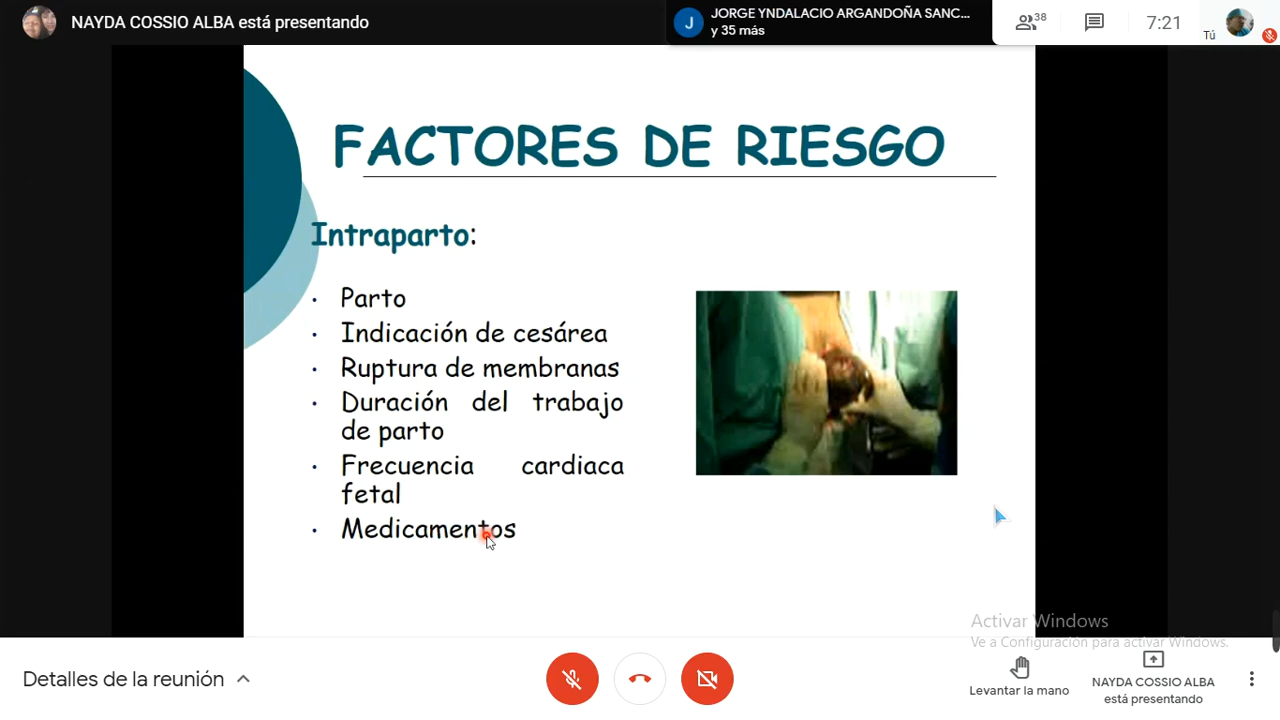 NAYDA COSSIO ALBA está presentando
JORGE YNDALACIO ARGANDOÑA SANC...
y 35 más
J
38
7:21
Tú
FACTORES DE RIESGO
Intraparto:
• Parto
• Indicación de cesárea
• Ruptura de membranas
• Duración del trabajo
de parto
• Frecuencia cardiaca
fetal
• Medicamentos
Activar Windows
Ve a Configuración para activar Windows.
Detalles de la reunión
Levantar la mano
NAYDA COSSIO ALBA
está presentando